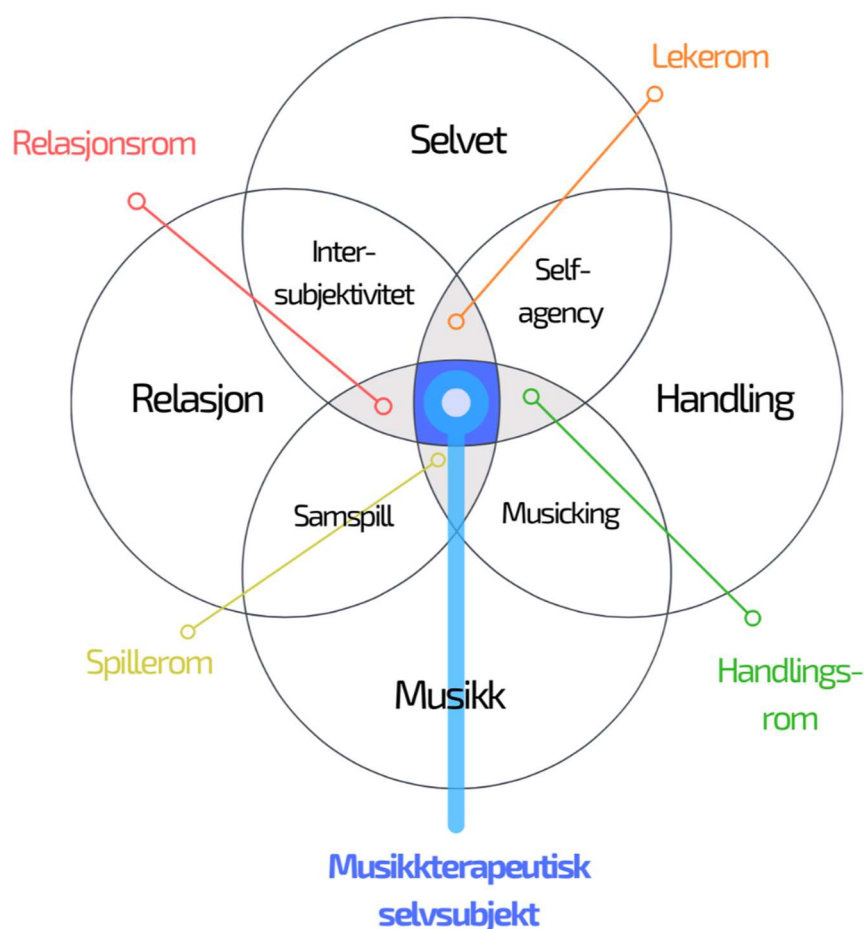 Lekerom
Selvet
Relasjonsrom
Inter-
subjektivitet
Self-
agency
Relasjon
Handling
Samspill
Musicking
Spillerom
Handlings-
rom
Musikk
Musikkterapeutisk
selvsubjekt